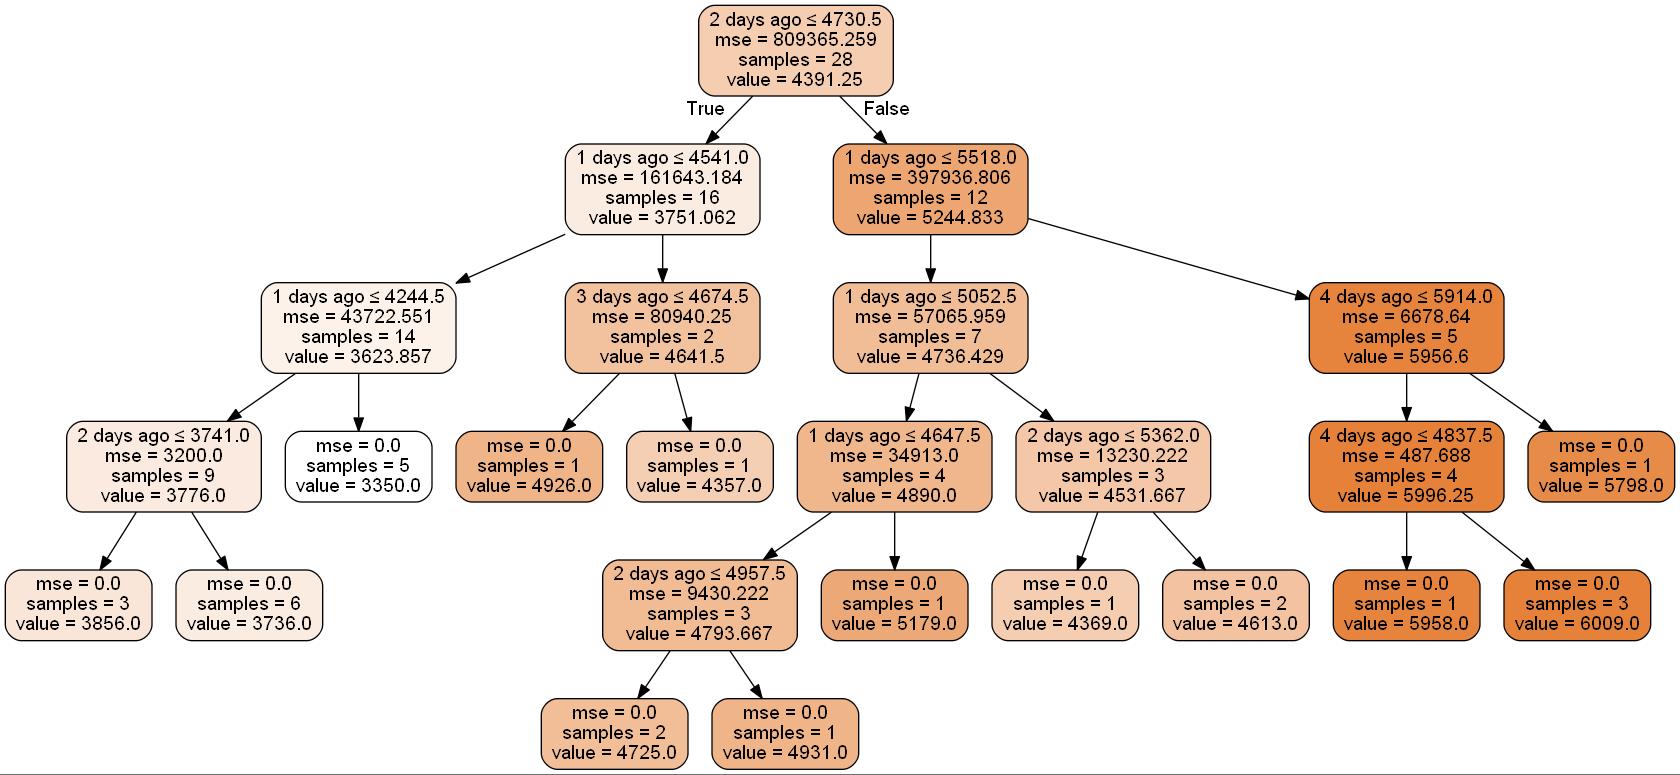 2 days ago ≤ 4730.5
mse = 809365.259
samples = 28
value = 4391.25
True
False
1 days ago ≤ 4541.0
mse = 161643.184
samples = 16
value = 3751.062
1 days ago ≤ 5518.0
mse = 397936.806
samples = 12
value = 5244.833
1 days ago ≤ 4244.5
mse = 43722.551
samples = 14
value = 3623.857
3 days ago ≤ 4674.5
mse = 80940.25
samples = 2
value = 4641.5
1 days ago ≤ 5052.5
mse = 57065.959
samples = 7
value = 4736.429
4 days ago ≤ 5914.0
mse = 6678.64
samples = 5
value = 5956.6
2 days ago ≤ 3741.0
mse = 3200.0
samples = 9
value = 3776.0
mse = 0.0
samples = 5
value = 3350.0
mse = 0.0
samples = 1
value = 4926.0
mse = 0.0
samples = 1
value = 4357.0
1 days ago ≤ 4647.5
mse = 34913.0
samples = 4
value = 4890.0
2 days ago ≤ 5362.0
mse = 13230.222
samples = 3
value = 4531.667
4 days ago ≤ 4837.5
mse = 487.688
samples = 4
value = 5996.25
mse = 0.0
samples = 1
value = 5798.0
mse = 0.0
samples = 3
value = 3856.0
mse = 0.0
samples = 6
value = 3736.0
2 days ago ≤ 4957.5
mse = 9430.222
samples = 3
value = 4793.667
mse = 0.0
samples = 1
value = 5179.0
mse = 0.0
samples = 1
value = 4369.0
mse = 0.0
samples = 2
value = 4613.0
mse = 0.0
samples = 1
value = 5958.0
mse = 0.0
samples = 3
value = 6009.0
mse = 0.0
samples = 2
value = 4725.0
mse = 0.0
samples = 1
value = 4931.0